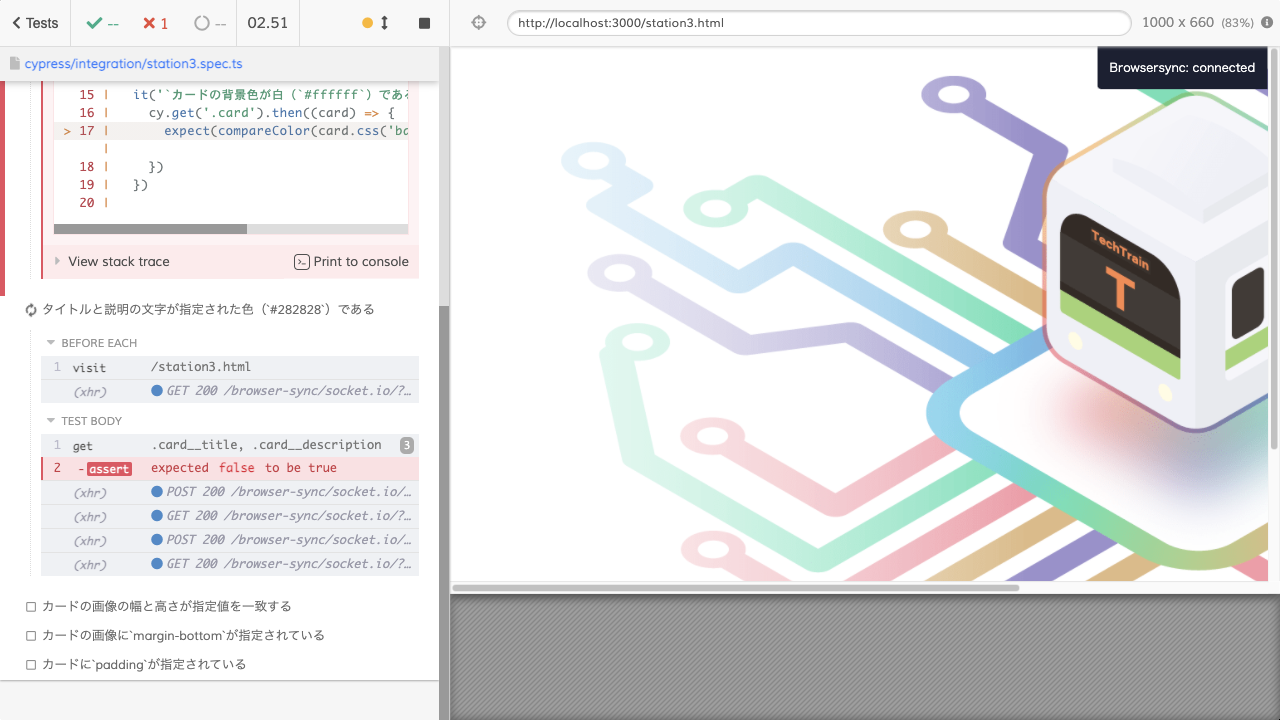 Tests
--
1
--
02.51
http://localhost:3000/station3.html
1000 x 660 (83%)
cypress/integration/station3.spec.ts
15 | it('`カードの背景色が白（`#ffffff`）であ
16 | cy.get('.card').then((card) => {
> 17 | expect(compareColor(card.css('ba
|
18 | })
19 | })
20 |
View stack trace
Print to console
タイトルと説明の文字が指定された色（`#282828`）である
BEFORE EACH
1 visit /station3.html
(xhr) GET 200 /browser-sync/socket.io/?…
TEST BODY
1 get .card__title, .card__description 3
2 -assert expected false to be true
(xhr) POST 200 /browser-sync/socket.io/…
(xhr) GET 200 /browser-sync/socket.io/?…
(xhr) POST 200 /browser-sync/socket.io/…
(xhr) GET 200 /browser-sync/socket.io/?…
カードの画像の幅と高さが指定値を一致する
カードの画像に`margin-bottom`が指定されている
カードに`padding`が指定されている
Browsersync: connected
TechTrain
T